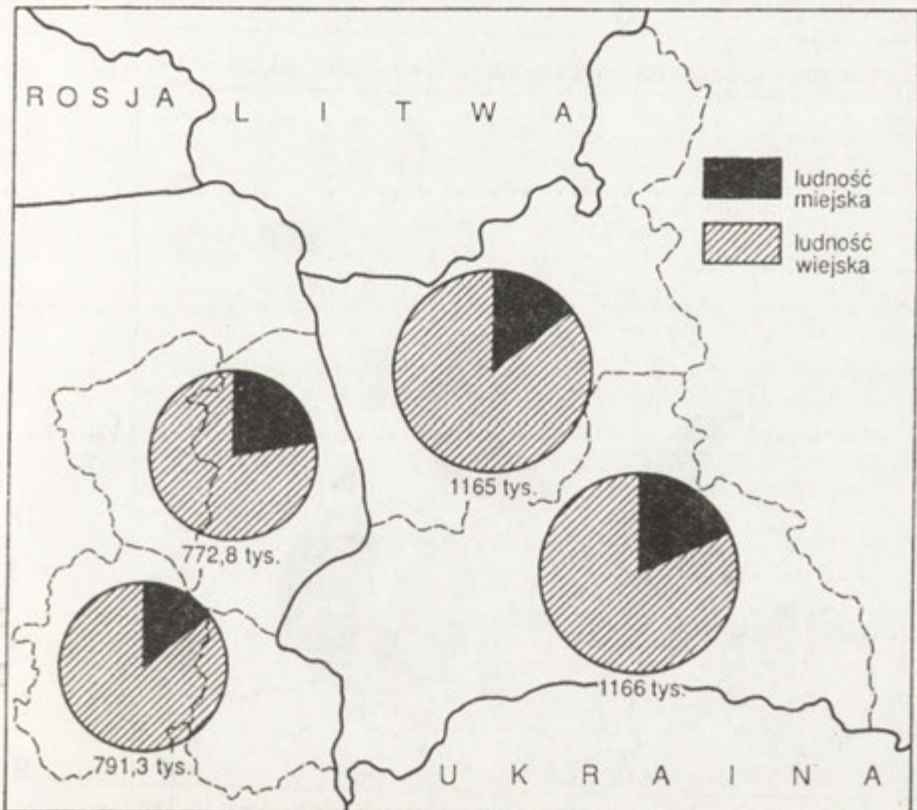 ROSJA
LITWA
ludność
miejska
ludność
wiejska
1165 tys.
772,8 tys.
1166 tys.
791,3 tys.
UKRAINA